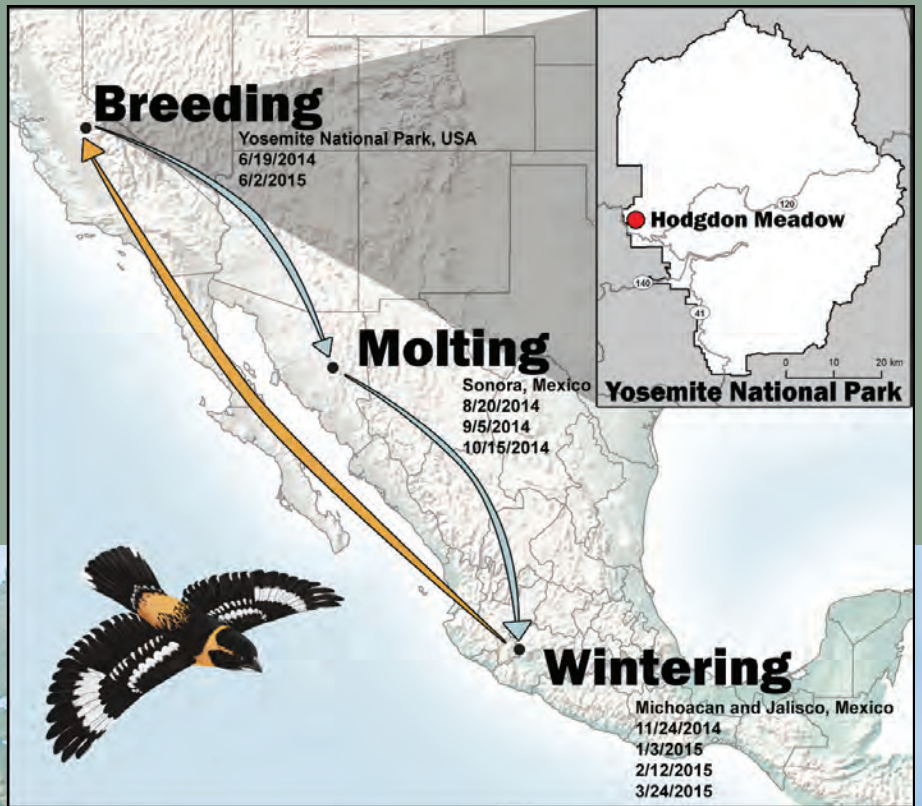 Breeding
Yosemite National Park, USA
6/19/2014
6/2/2015
Molting
Sonora, Mexico
8/20/2014
9/5/2014
10/15/2014
Wintering
Michoacan and Jalisco, Mexico
11/24/2014
1/3/2015
2/12/2015
3/24/2015
120
Hodgdon Meadow
140
41
0 10 20 km
Yosemite National Park